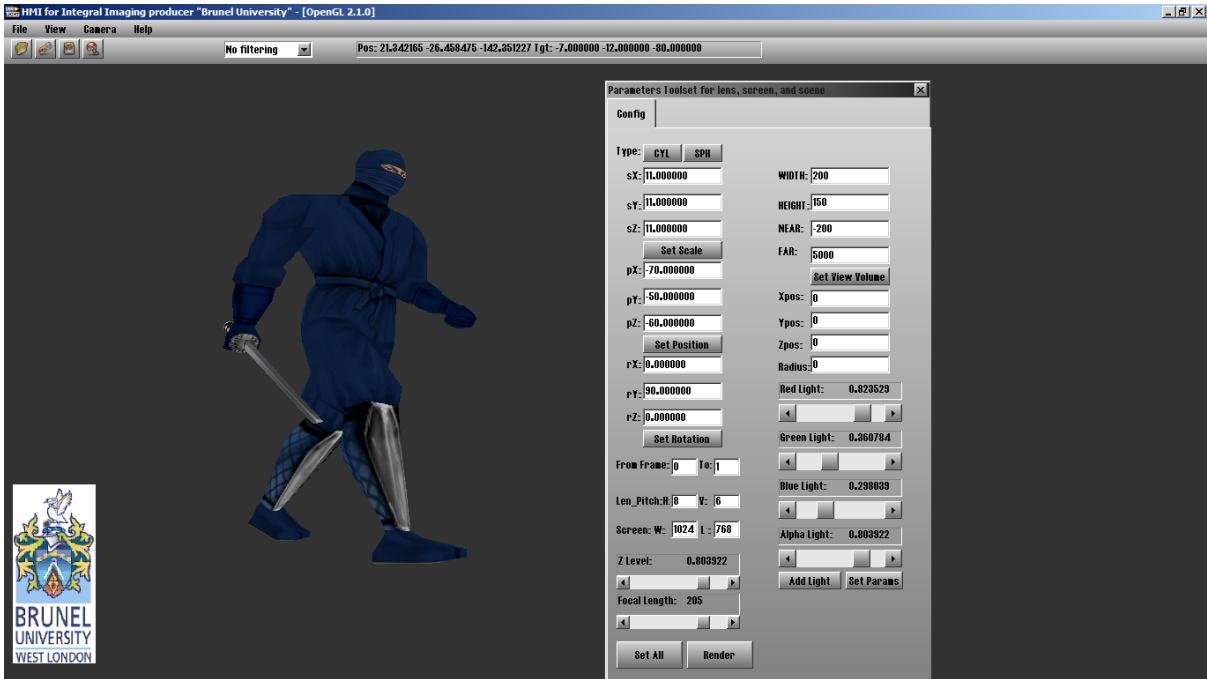 HMI for Integral Imaging producer "Brunel University" - [OpenGL 2.1.0]
File View Camera Help
No filtering
Pos: 21.342165 -26.458475 -142.351227 Tgt: -7.000000 -12.000000 -80.000000
Parameters Toolset for lens, screen, and scene
Config
Type: CYL SPH
sX: 11.000000
sY: 11.000000
sZ: 11.000000
Set Scale
pX: -70.000000
pY: -50.000000
pZ: -60.000000
Set Position
rX: 0.000000
rY: 90.000000
rZ: 0.000000
Set Rotation
From Frame: 0 To: 1
Len_Pitch:H: 8 V: 6
Screen: W: 1024 L: 768
Z Level: 0.803922
Focal Length: 205
Set All Render
WIDTH: 200
HEIGHT: 150
NEAR: -200
FAR: 5000
Set View Volume
Xpos: 0
Ypos: 0
Zpos: 0
Radius: 0
Red Light: 0.823529
Green Light: 0.360784
Blue Light: 0.298039
Alpha Light: 0.803922
Add Light Set Params
BRUNEL
UNIVERSITY
WEST LONDON